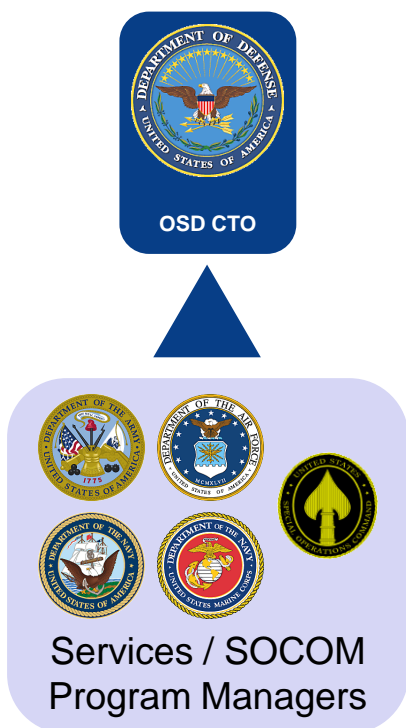 DEPARTMENT OF DEFENSE
UNITED STATES OF AMERICA
OSD CTO
DEPARTMENT OF THE ARMY
1775
UNITED STATES OF AMERICA
DEPARTMENT OF THE AIR FORCE
MCMXLVII
UNITED STATES OF AMERICA
UNITED STATES
SPECIAL OPERATIONS COMMAND
DEPARTMENT OF THE NAVY
UNITED STATES OF AMERICA
DEPARTMENT OF THE NAVY
UNITED STATES MARINE CORPS
Services / SOCOM
Program Managers